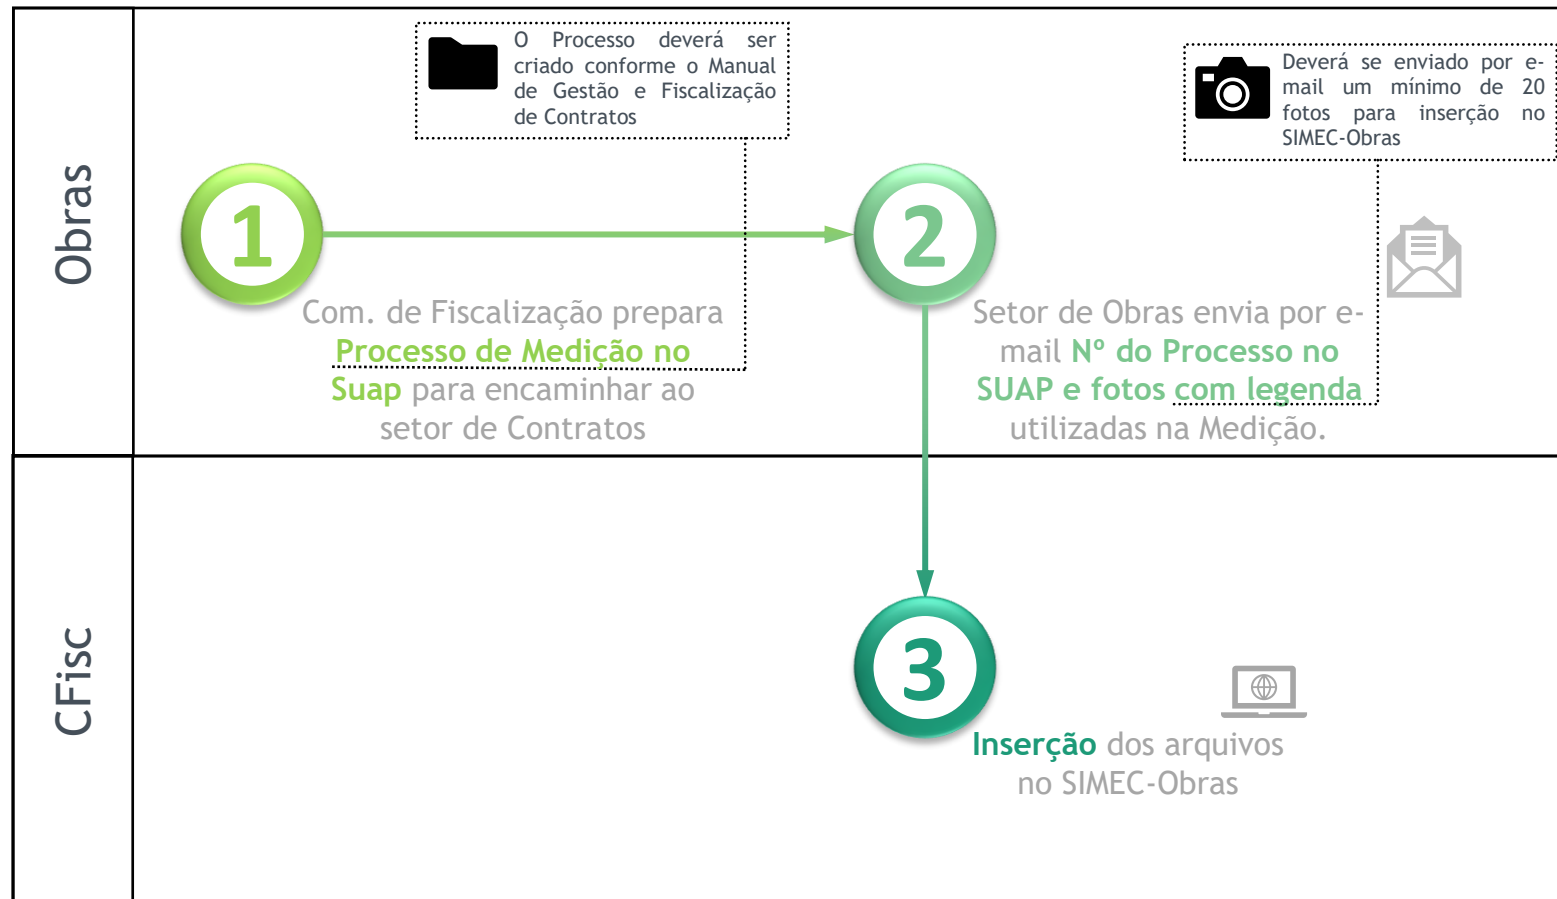 Obras
O Processo deverá ser
criado conforme o Manual
de Gestão e Fiscalização
de Contratos
Deverá se enviado por e-
mail um mínimo de 20
fotos para inserção no
SIMEC-Obras
1
Com. de Fiscalização prepara
Processo de Medição no
Suap para encaminhar ao
setor de Contratos
2
Setor de Obras envia por e-
mail Nº do Processo no
SUAP e fotos com legenda
utilizadas na Medição.
CFisc
3
Inserção dos arquivos
no SIMEC-Obras